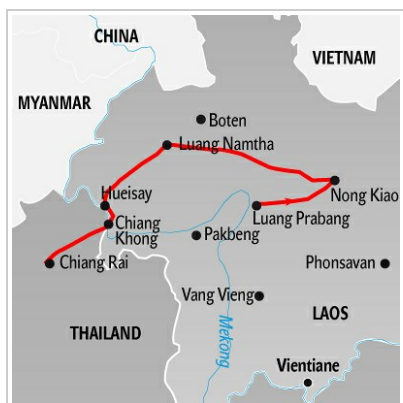 CHINA
VIETNAM
MYANMAR
Boten
Luang Namtha
Nong Kiao
Hueisay
Luang Prabang
Chiang
Khong
Pakbeng
Chiang Rai
Phonsavan
Vang Vieng
LAOS
THAILAND
Mekong
Vientiane